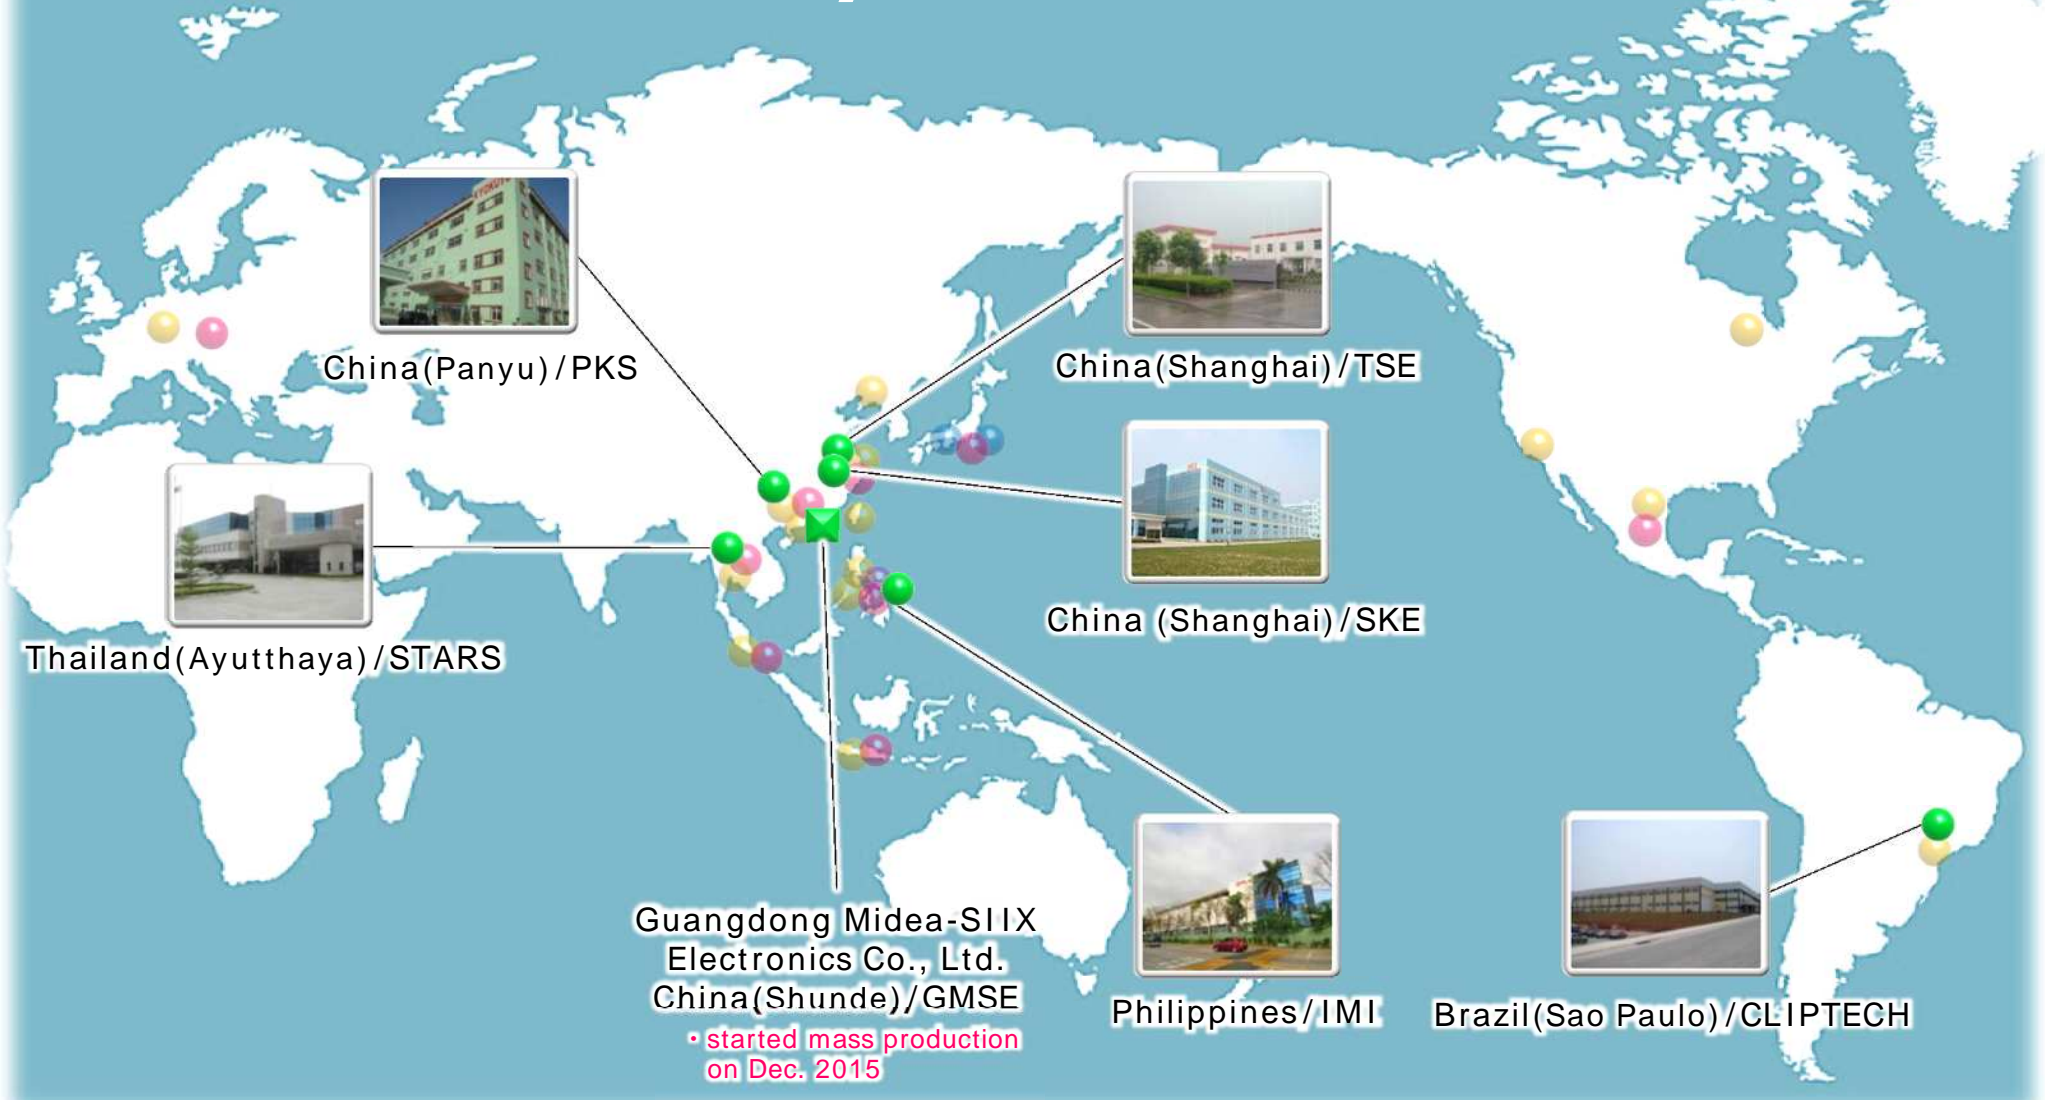 China(Panyu)/PKS
China(Shanghai)/TSE
China (Shanghai)/SKE
Thailand(Ayutthaya)/STARS
Guangdong Midea-SIIX
Electronics Co., Ltd.
China(Shunde)/GMSE
・started mass production
on Dec. 2015
Philippines/IMI
Brazil(Sao Paulo)/CLIPTECH